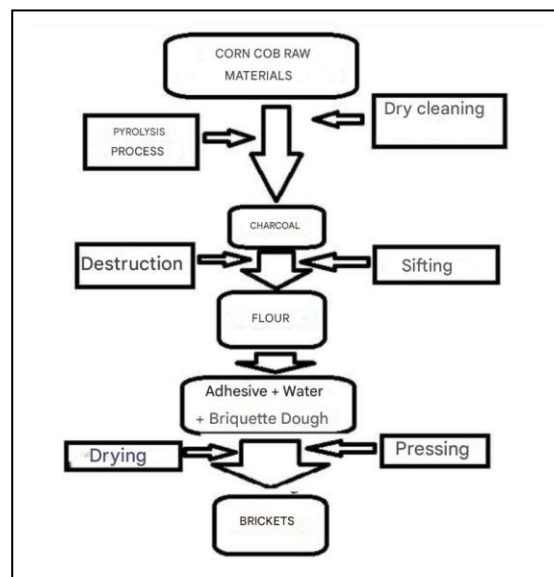 CORN COB RAW
MATERIALS
Dry cleaning
PYROLYSIS
PROCESS
CHARCOAL
Destruction
Sifting
FLOUR
Adhesive + Water
+ Briquette Dough
Drying
Pressing
BRICKETS